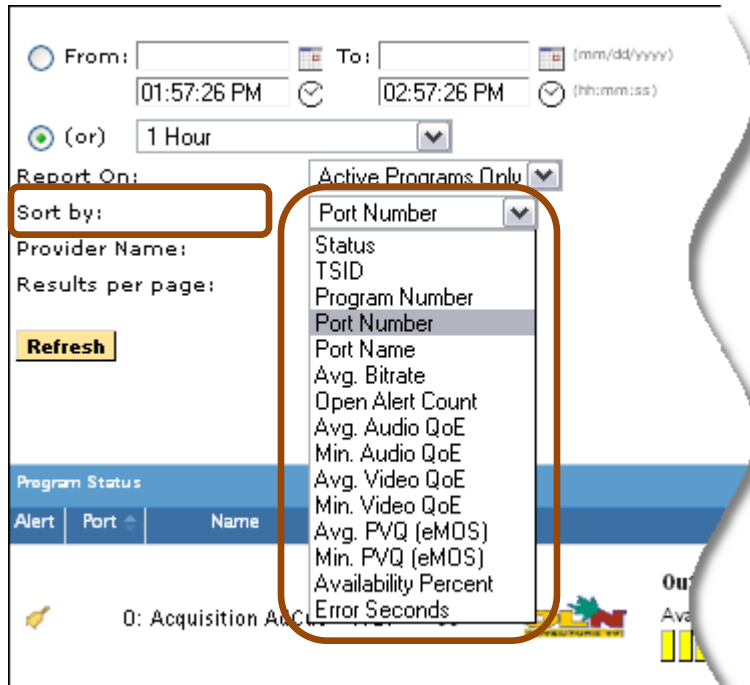 From: To: (mm/dd/yyyy)
01:57:26 PM 02:57:26 PM (hh:mm:ss)
(or) 1 Hour
Report On: Active Programs Only
Sort by: Port Number
Provider Name: Status
TSID
Results per page: Program Number
Port Number
Refresh Port Name
Avg. Bitrate
Open Alert Count
Avg. Audio QoE
Min. Audio QoE
Program Status Avg. Video QoE
Min. Video QoE
Alert Port Name Avg. PVQ (eMOS)
Min. PVQ (eMOS)
Availability Percent
0: Acquisition Error Seconds